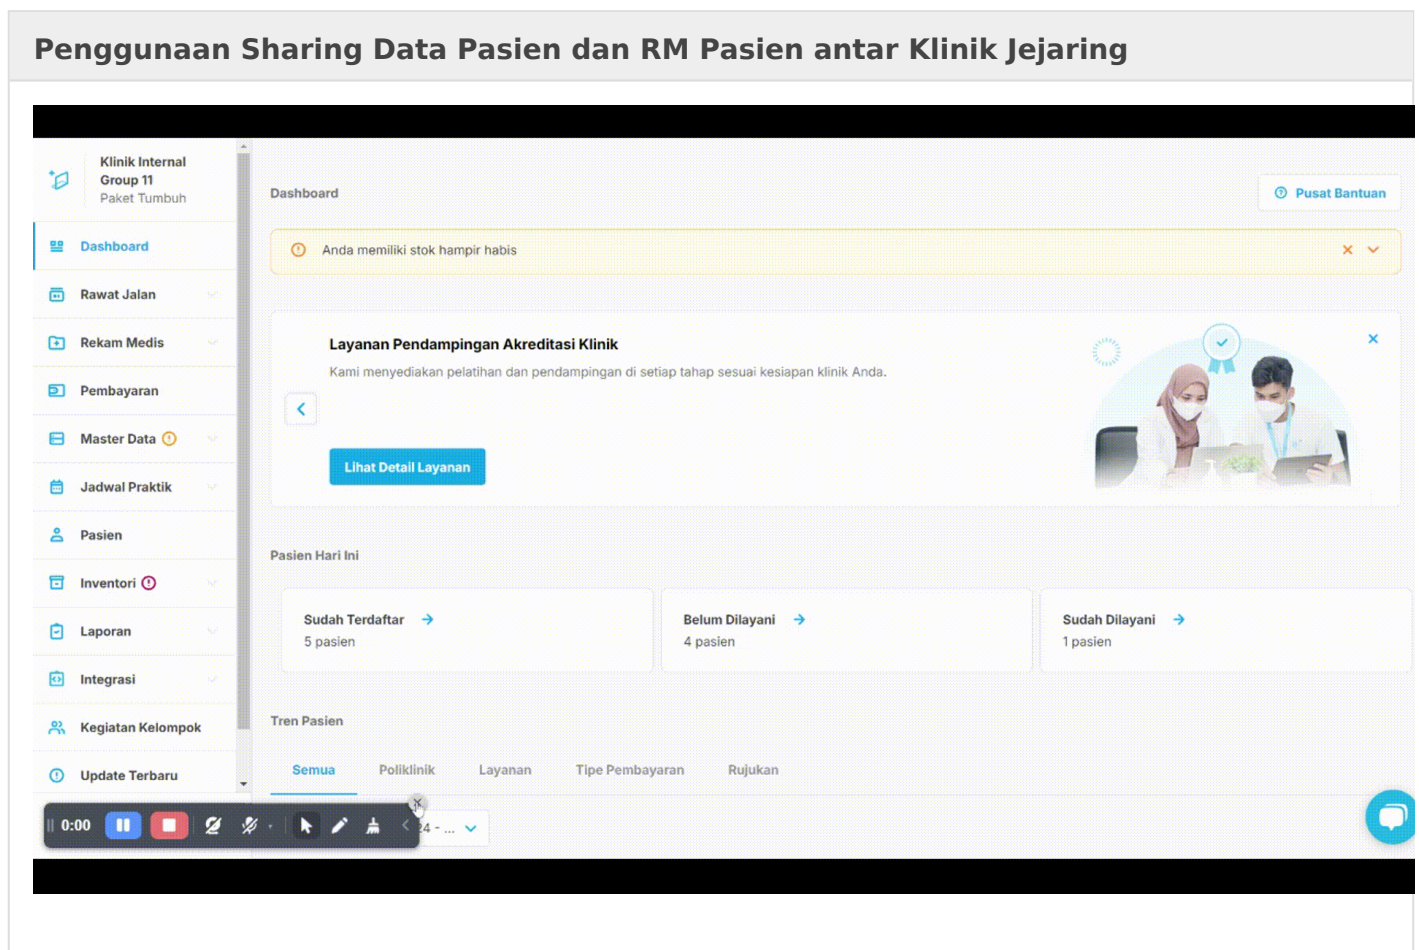 Penggunaan Sharing Data Pasien dan RM Pasien antar Klinik Jejaring
Klinik Internal
Group 11
Paket Tumbuh
Dashboard
Rawat Jalan
Rekam Medis
Pembayaran
Master Data
Jadwal Praktik
Pasien
Inventori
Laporan
Integrasi
Kegiatan Kelompok
Update Terbaru
Dashboard
Pusat Bantuan
Anda memiliki stok hampir habis
Layanan Pendampingan Akreditasi Klinik
Kami menyediakan pelatihan dan pendampingan di setiap tahap sesuai kesiapan klinik Anda.
Lihat Detail Layanan
Pasien Hari Ini
Sudah Terdaftar
5 pasien
Belum Dilayani
4 pasien
Sudah Dilayani
1 pasien
Tren Pasien
Semua Poliklinik Layanan Tipe Pembayaran Rujukan
0:00
24 - ...